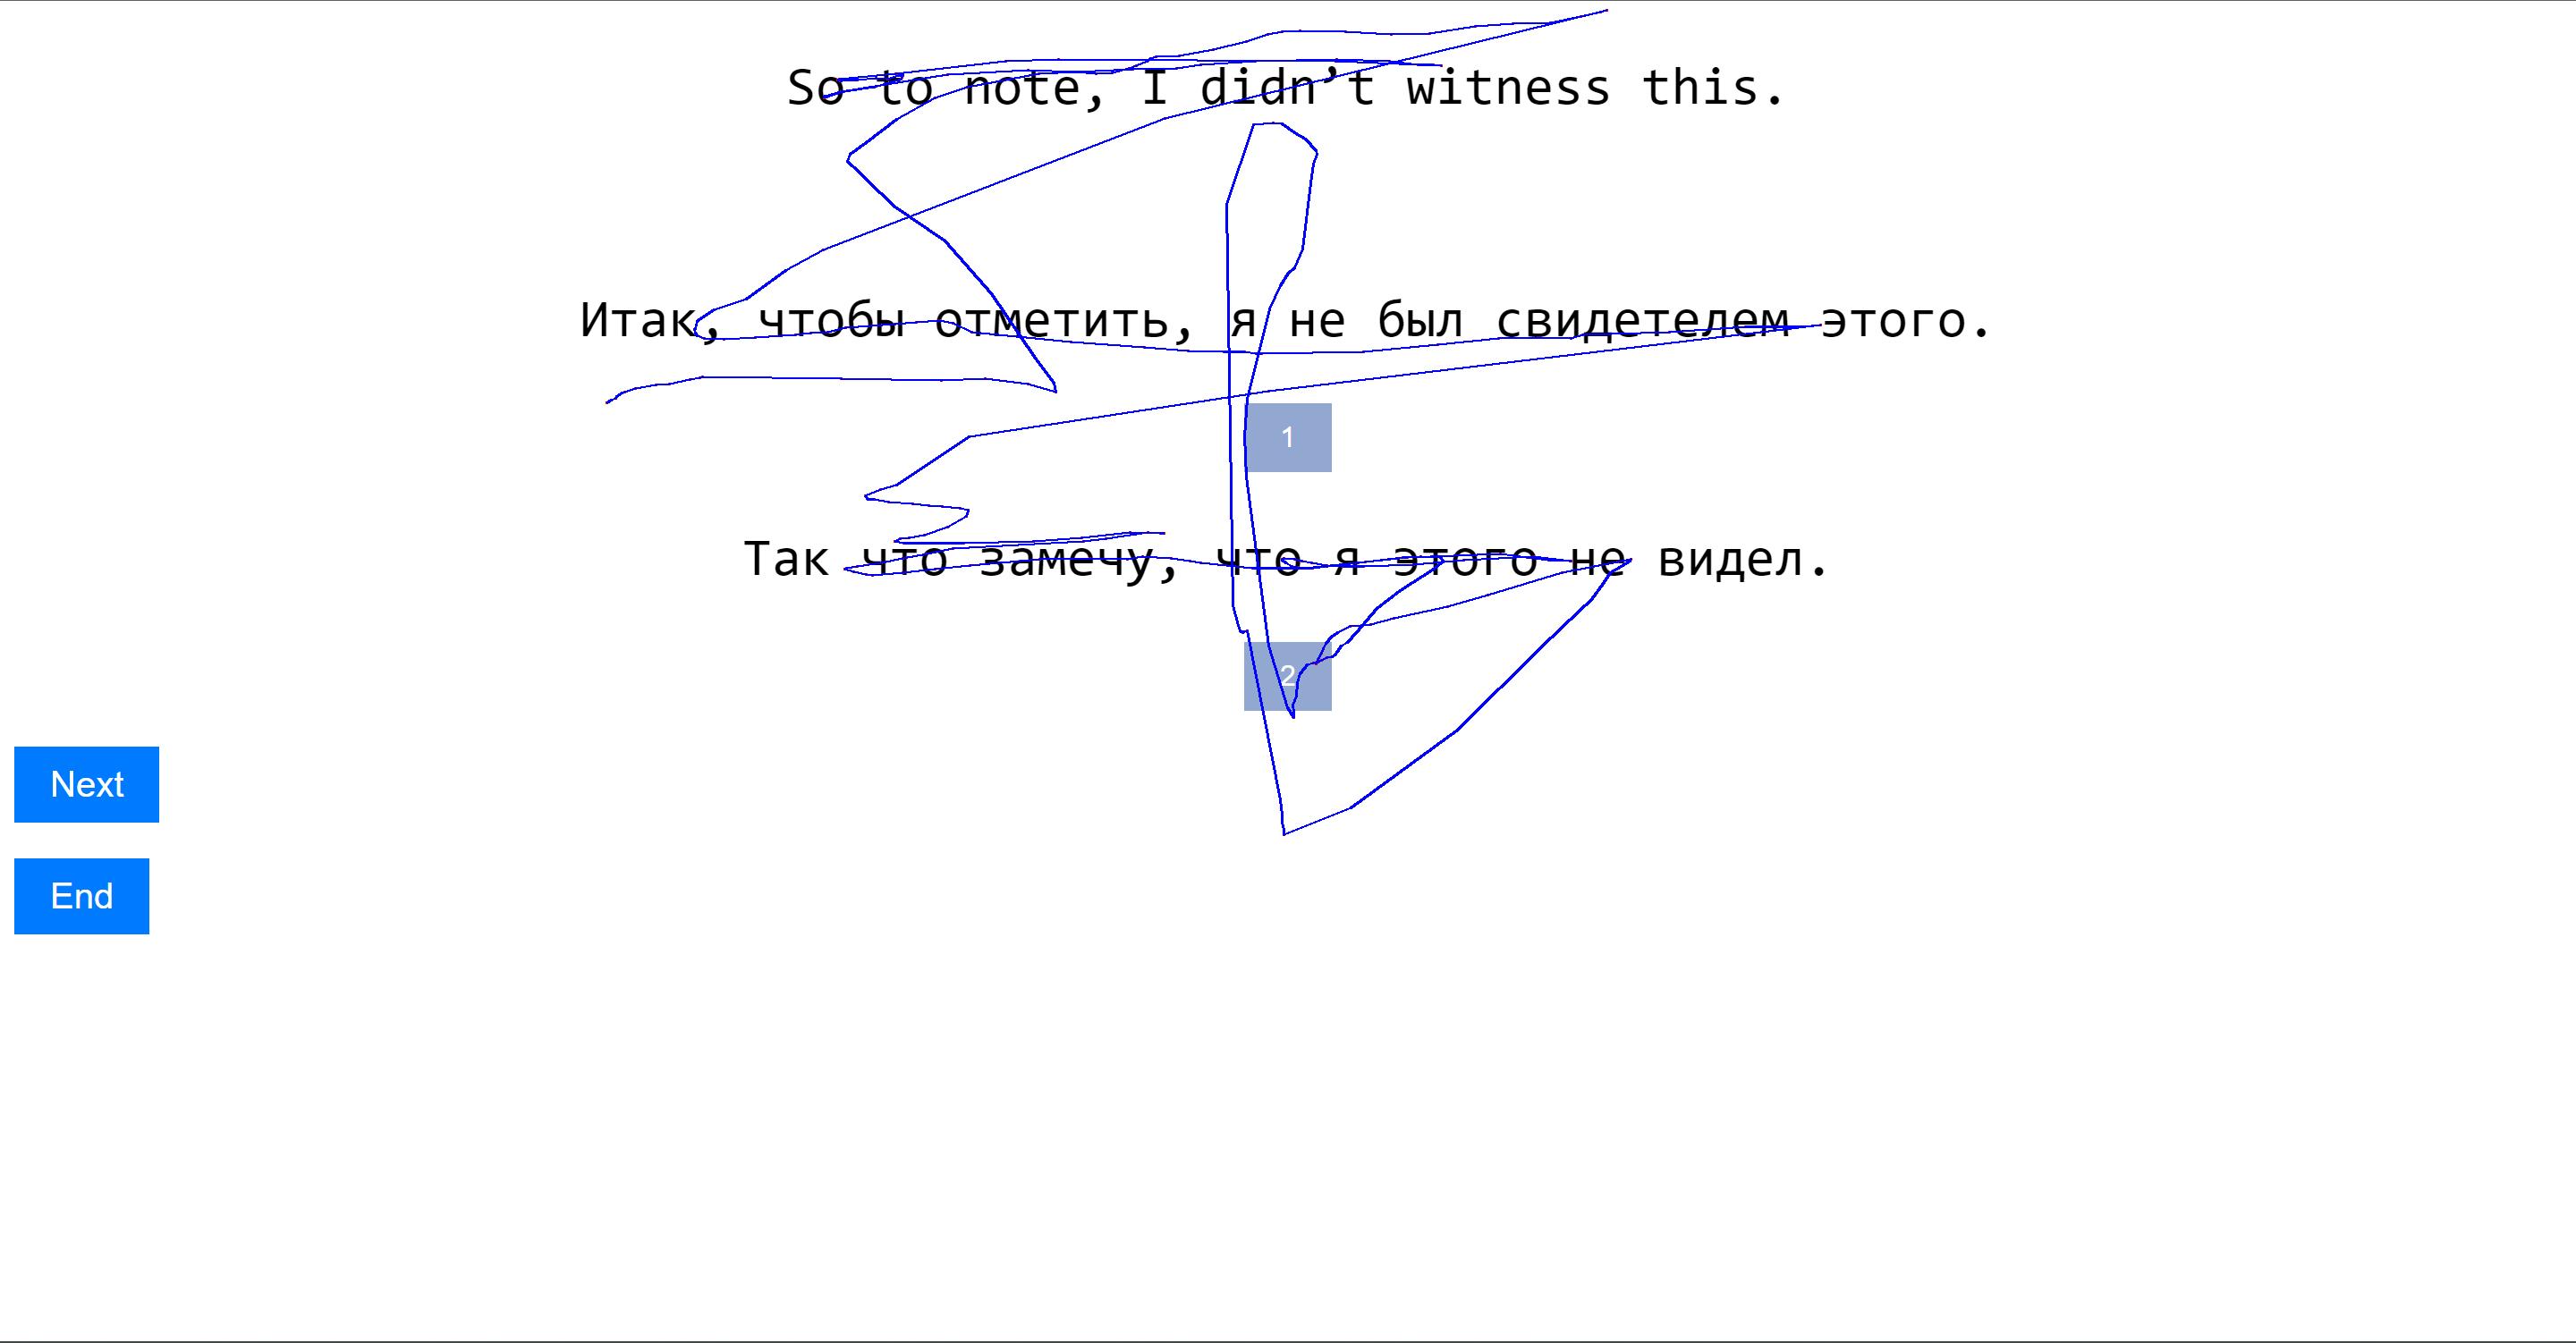 So to note, I didn’t witness this.
Итак, чтобы отметить, я не был свидетелем этого.
1
Так что замечу, что я этого не видел.
2
Next
End